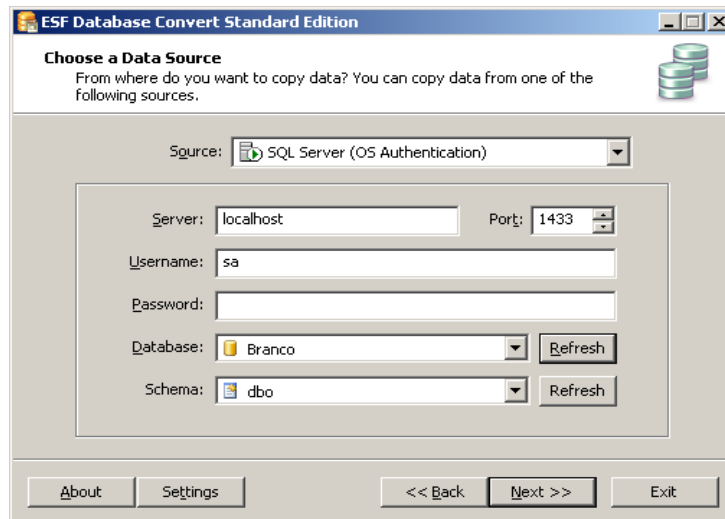 ESF Database Convert Standard Edition
Choose a Data Source
From where do you want to copy data? You can copy data from one of the
following sources.
Source: SQL Server (OS Authentication)
Server: localhost Port: 1433
Username: sa
Password:
Database: Branco Refresh
Schema: dbo Refresh
About Settings << Back Next >> Exit